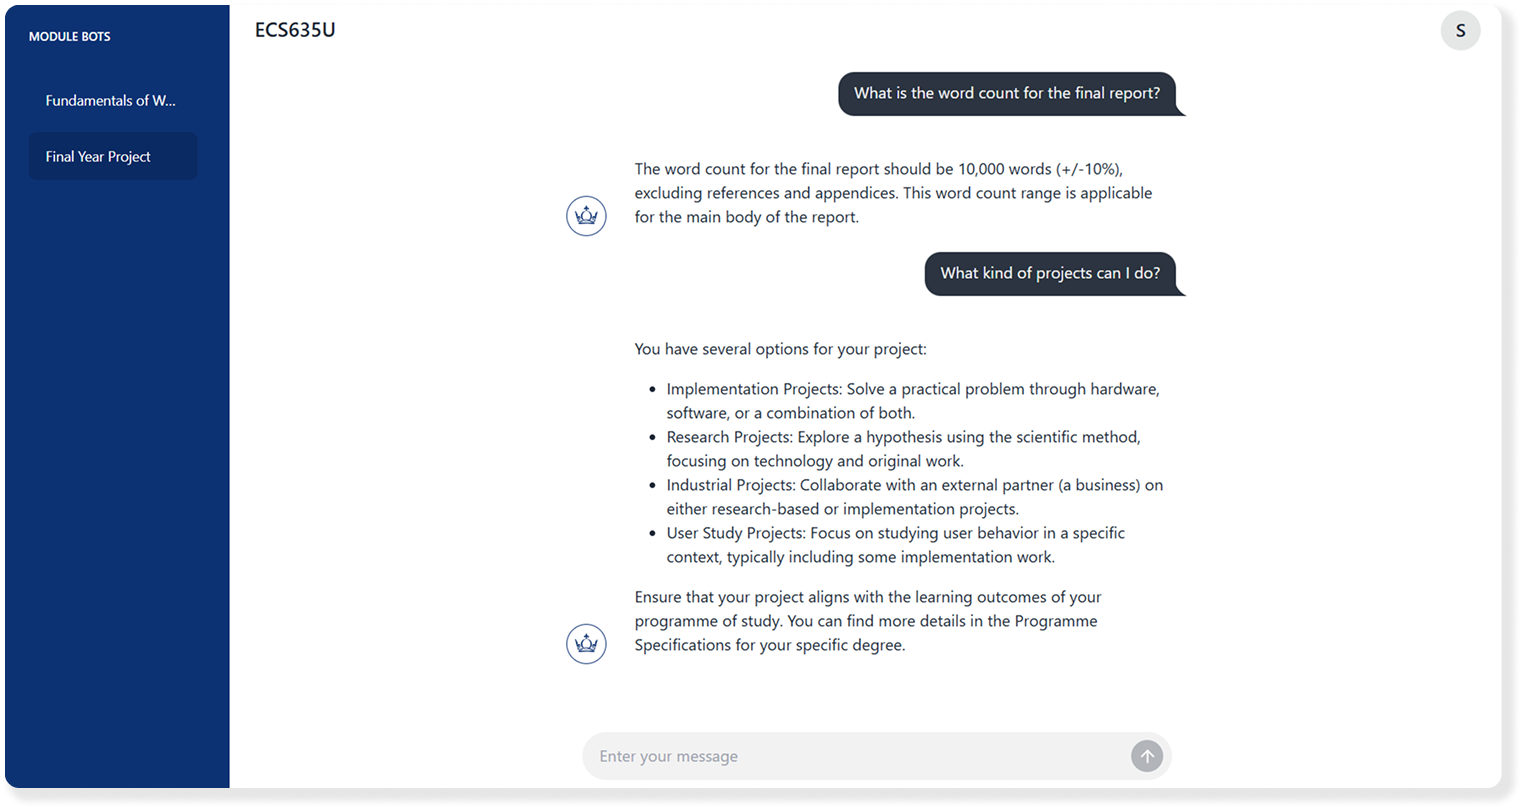 MODULE BOTS
Fundamentals of W...
Final Year Project
ECS635U
S
What is the word count for the final report?
The word count for the final report should be 10,000 words (+/-10%),
excluding references and appendices. This word count range is applicable
for the main body of the report.
What kind of projects can I do?
You have several options for your project:
• Implementation Projects: Solve a practical problem through hardware,
software, or a combination of both.
• Research Projects: Explore a hypothesis using the scientific method,
focusing on technology and original work.
• Industrial Projects: Collaborate with an external partner (a business) on
either research-based or implementation projects.
• User Study Projects: Focus on studying user behavior in a specific
context, typically including some implementation work.
Ensure that your project aligns with the learning outcomes of your
programme of study. You can find more details in the Programme
Specifications for your specific degree.
Enter your message